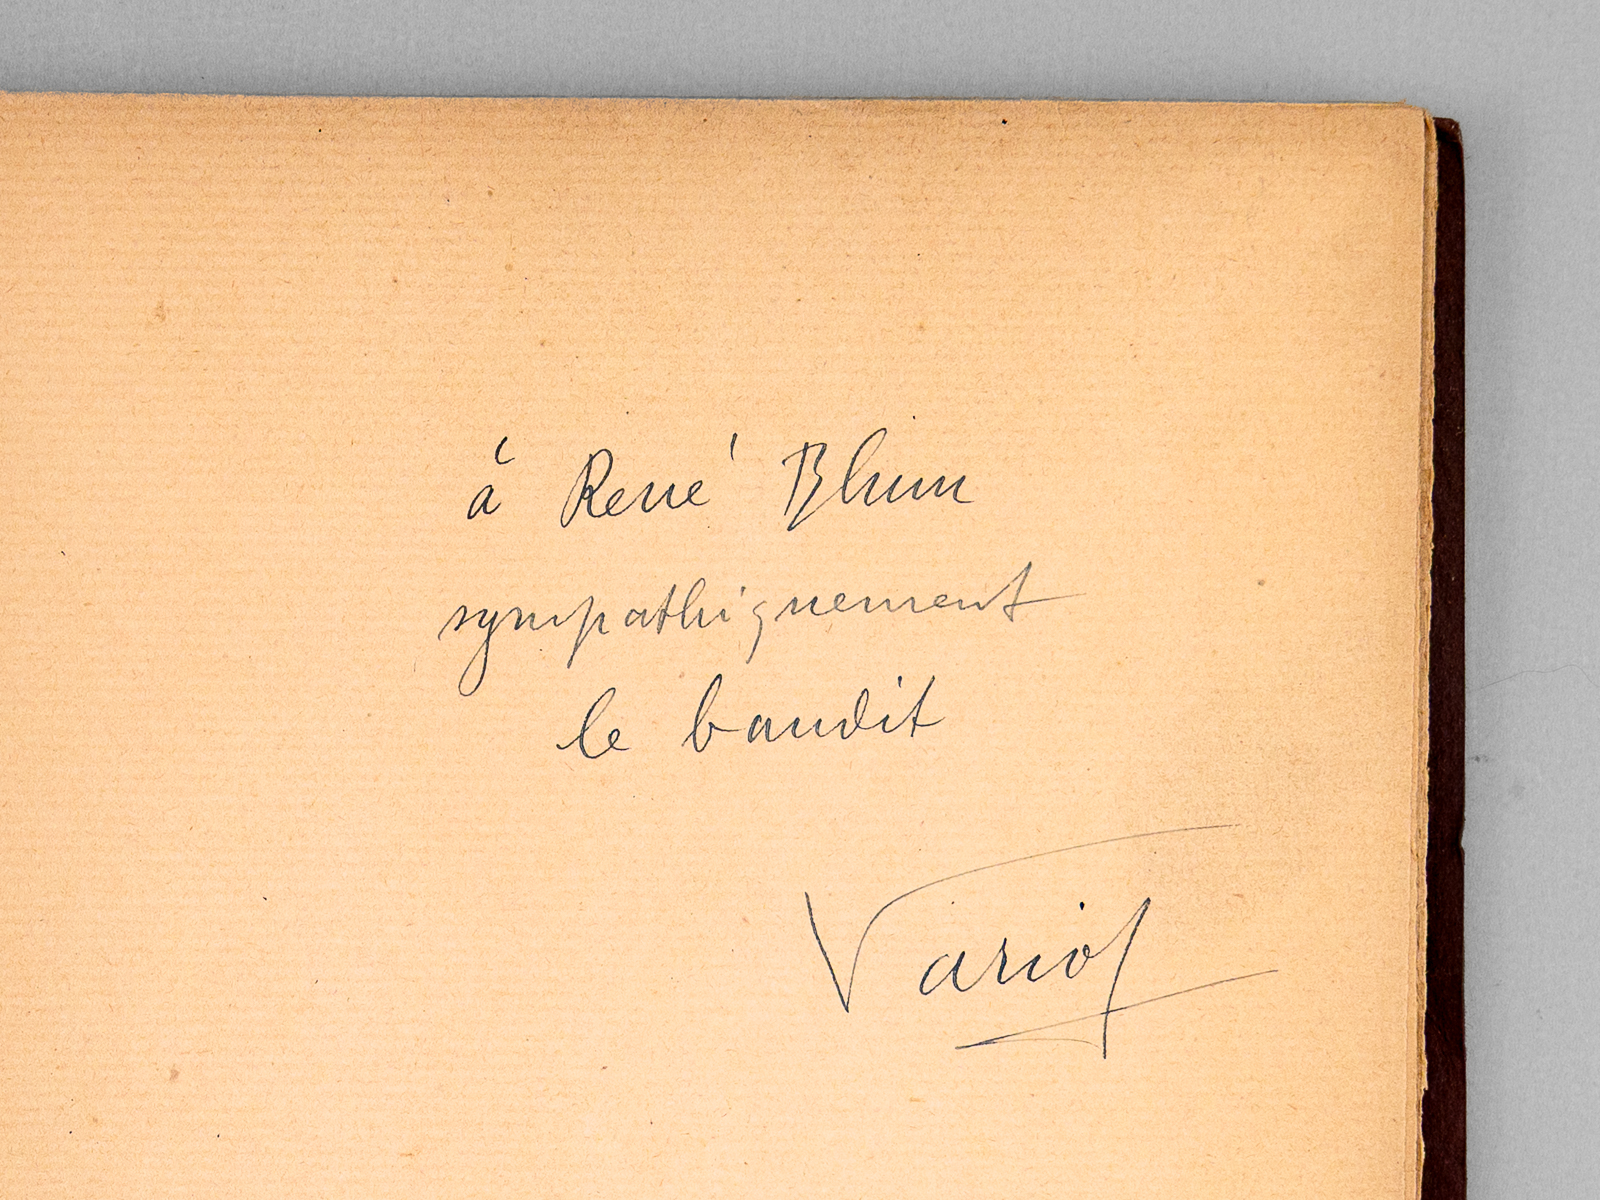 à René Blum
sympathiquement
le bandit
Variot